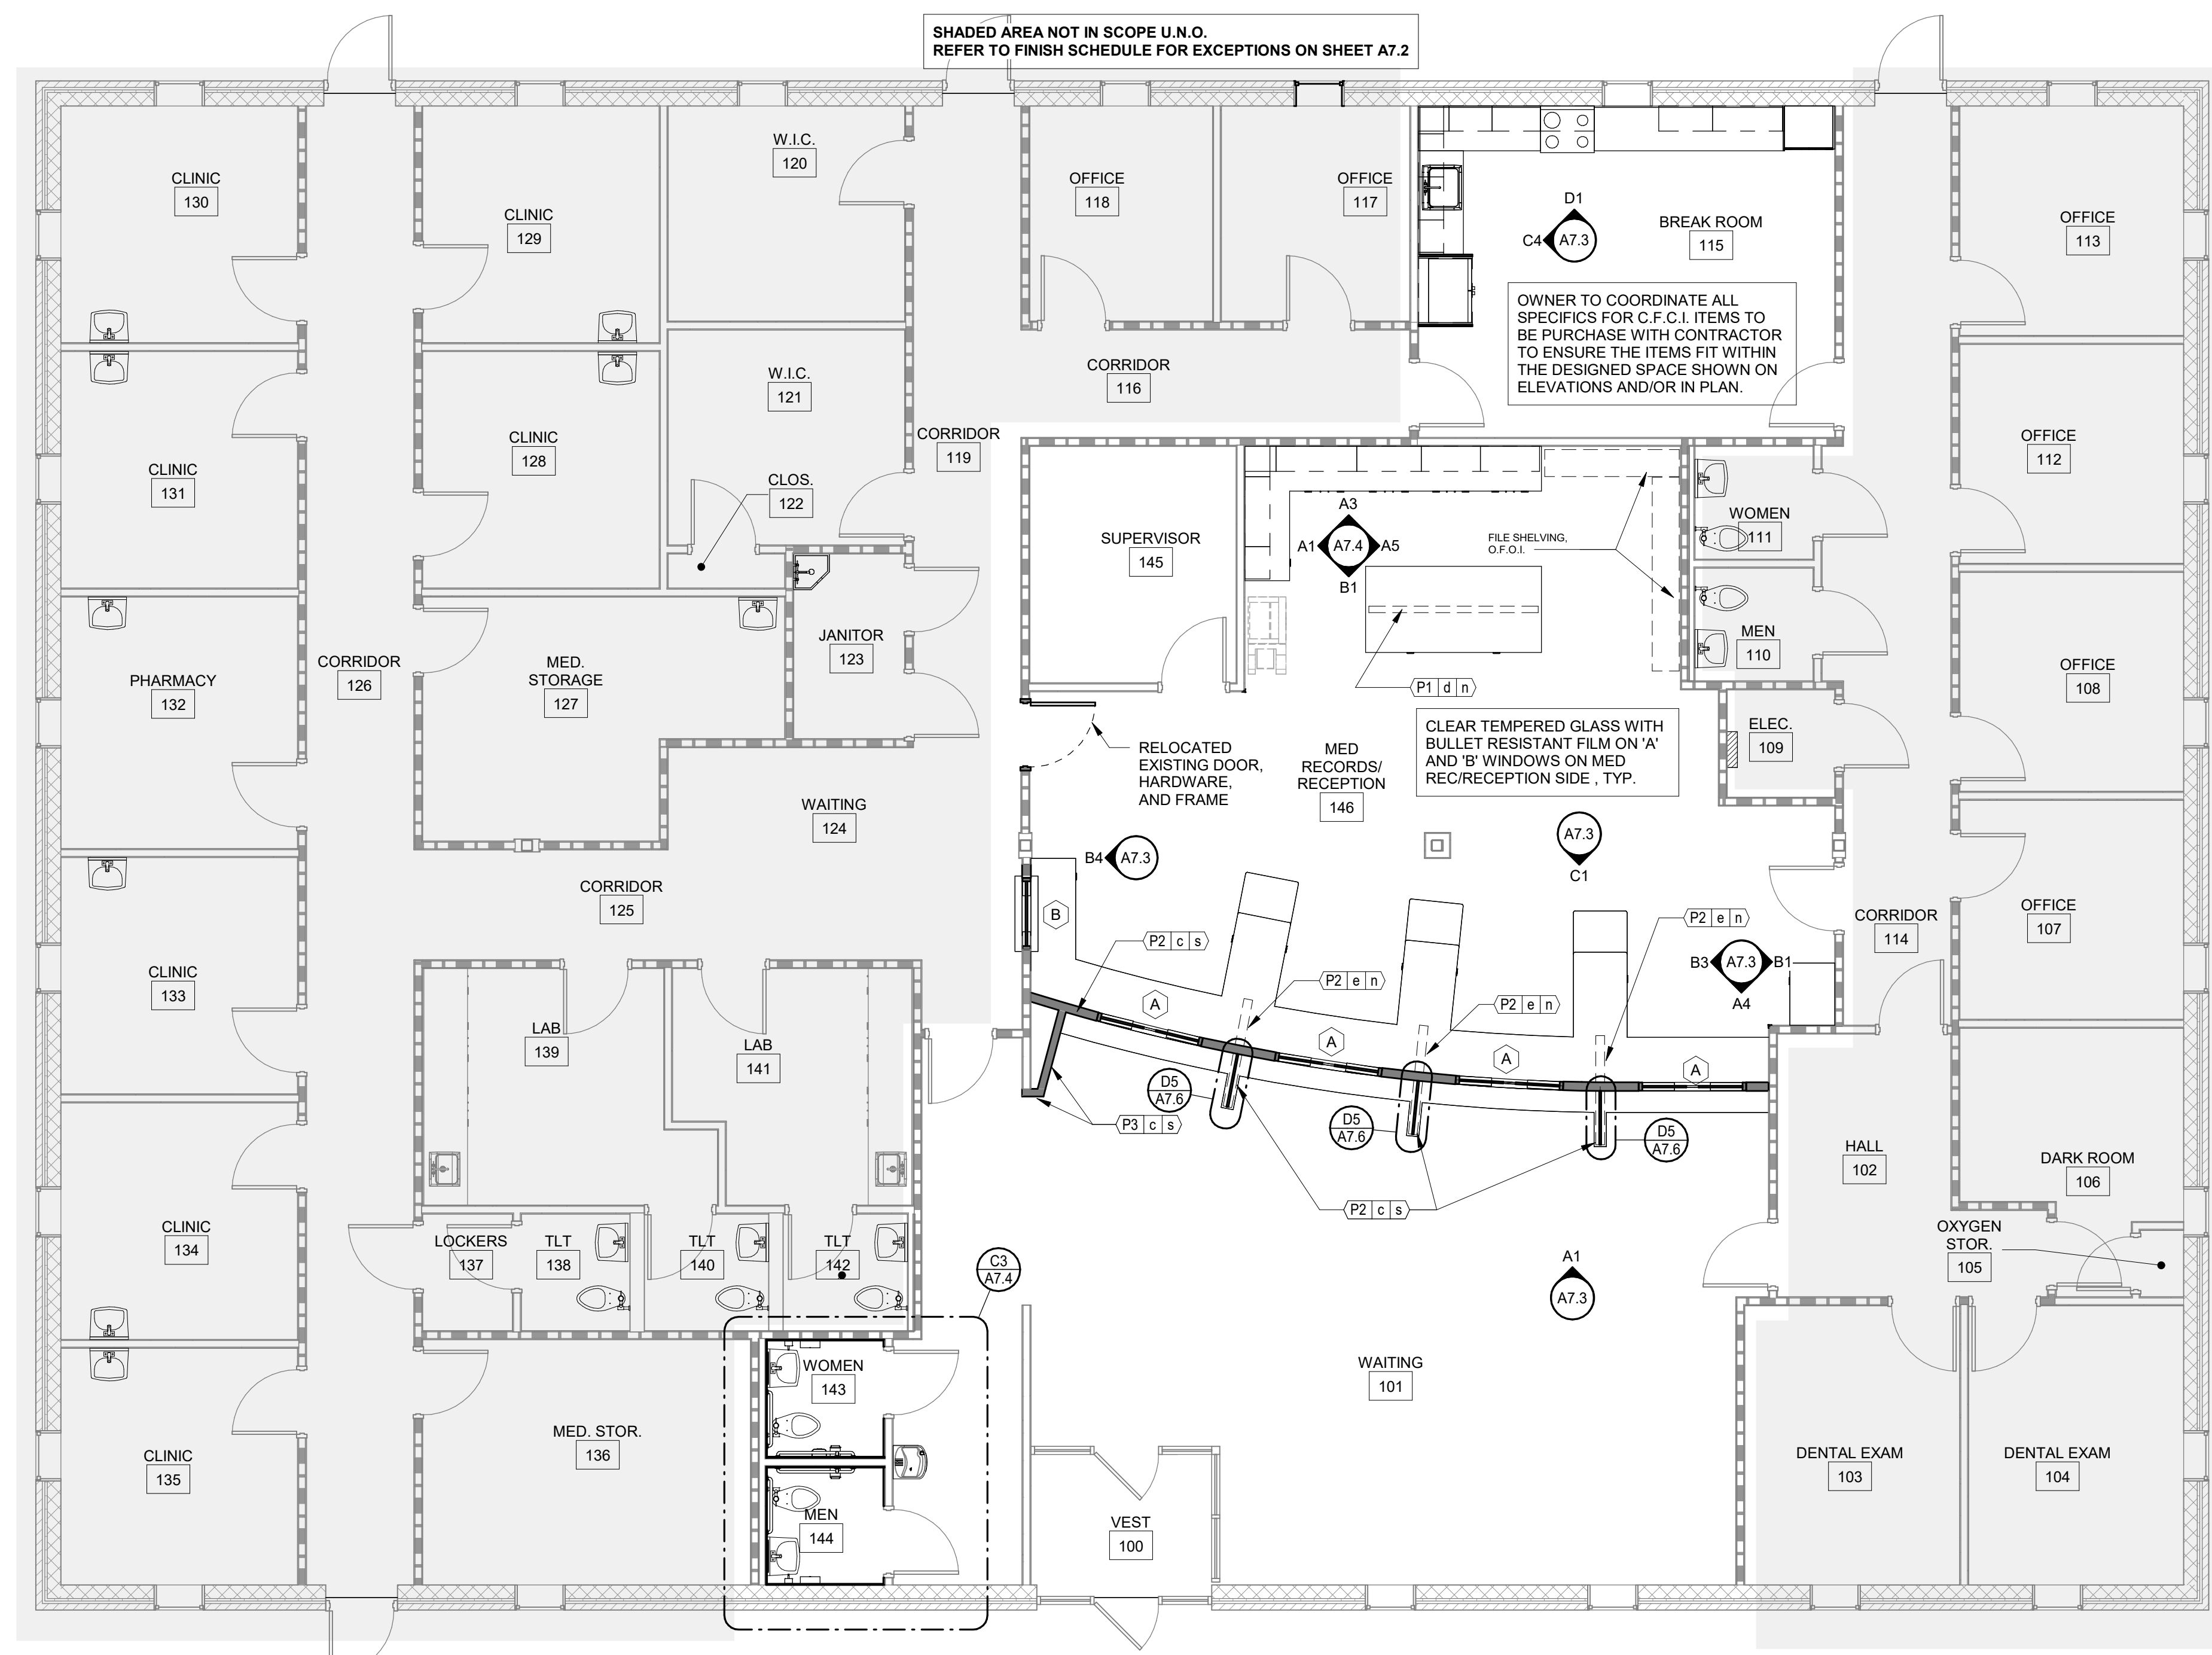 SHADED AREA NOT IN SCOPE U.N.O.
REFER TO FINISH SCHEDULE FOR EXCEPTIONS ON SHEET A7.2
CLINIC
130
CLINIC
129
W.I.C.
120
OFFICE
118
OFFICE
117
D1
C4
A7.3
BREAK ROOM
115
OFFICE
113
OWNER TO COORDINATE ALL
SPECIFICS FOR C.F.C.I. ITEMS TO
BE PURCHASE WITH CONTRACTOR
TO ENSURE THE ITEMS FIT WITHIN
THE DESIGNED SPACE SHOWN ON
ELEVATIONS AND/OR IN PLAN.
CLINIC
131
CLINIC
128
W.I.C.
121
CORRIDOR
116
CORRIDOR
119
CLOS.
122
OFFICE
112
A3
A1
A7.4
A5
B1
SUPERVISOR
145
FILE SHELVING,
O.F.O.I.
WOMEN
111
MEN
110
PHARMACY
132
CORRIDOR
126
MED.
STORAGE
127
JANITOR
123
P1 d n
OFFICE
108
RELOCATED
EXISTING DOOR,
HARDWARE,
AND FRAME
MED
RECORDS/
RECEPTION
146
CLEAR TEMPERED GLASS WITH
BULLET RESISTANT FILM ON 'A'
AND 'B' WINDOWS ON MED
REC/RECEPTION SIDE , TYP.
ELEC.
109
WAITING
124
B4
A7.3
A7.3
C1
CORRIDOR
125
B
P2 c s
P2 e n
P2 e n
P2 e n
CORRIDOR
114
OFFICE
107
B3
A7.3
B1
A4
CLINIC
133
LAB
139
LAB
141
A
A
A
A
D5
A7.6
D5
A7.6
D5
A7.6
P3 c s
P2 c s
HALL
102
DARK ROOM
106
CLINIC
134
LOCKERS
137
TLT
138
TLT
140
TLT
142
C3
A7.4
A1
A7.3
OXYGEN
STOR.
105
WOMEN
143
WAITING
101
CLINIC
135
MED. STOR.
136
MEN
144
VEST
100
DENTAL EXAM
103
DENTAL EXAM
104